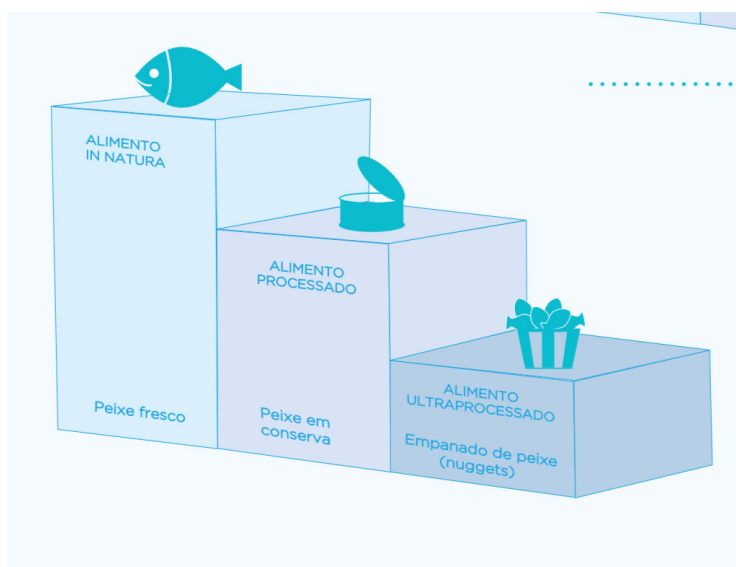 ALIMENTO
IN NATURA
Peixe fresco
ALIMENTO
PROCESSADO
Peixe em
conserva
ALIMENTO
ULTRAPROCESSADO
Empanado de peixe
(nuggets)